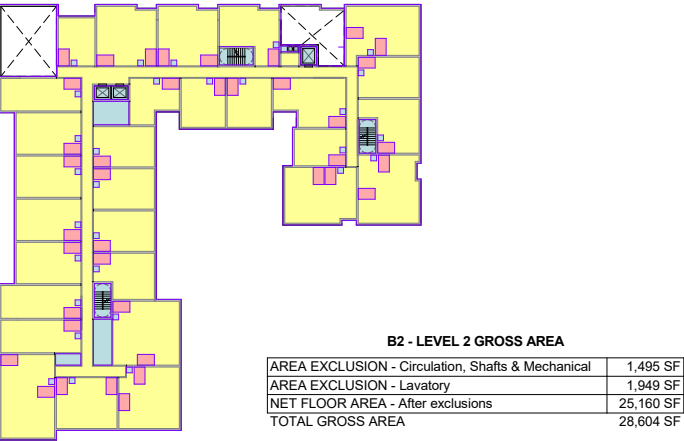 B2 - LEVEL 2 GROSS AREA
AREA EXCLUSION - Circulation, Shafts & Mechanical 1,495 SF
AREA EXCLUSION - Lavatory 1,949 SF
NET FLOOR AREA - After exclusions 25,160 SF
TOTAL GROSS AREA 28,604 SF